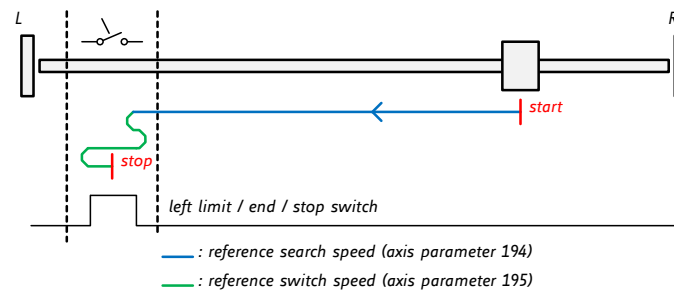 L
R
start
stop
left limit / end / stop switch
: reference search speed (axis parameter 194)
: reference switch speed (axis parameter 195)